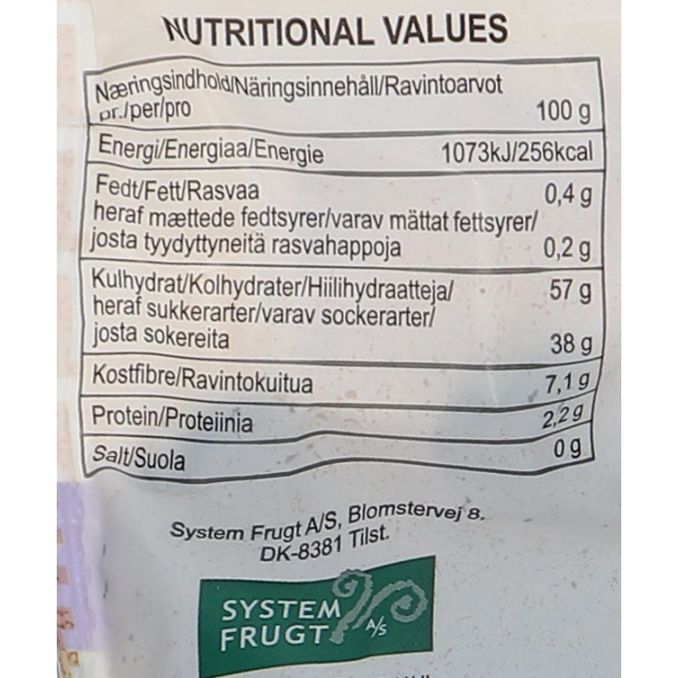 NUTRITIONAL VALUES
Næringsindhold/Näringsinnehåll/Ravintoarvot
pr./per/pro 100 g
Energi/Energiaa/Energie 1073kJ/256kcal
Fedt/Fett/Rasvaa 0,4 g
heraf mættede fedtsyrer/varav mättat fettsyrer/
josta tyydyttyneitä rasvahappoja 0,2 g
Kulhydrat/Kolhydrater/Hiilihydraatteja/ 57 g
heraf sukkerarter/varav sockerarter/
josta sokereita 38 g
Kostfibre/Ravintokuitua 7,1 g
Protein/Proteiinia 2,2 g
Salt/Suola 0 g
System Frugt A/S, Blomstervej 8.
DK-8381 Tilst.
SYSTEM
FRUGT A/S